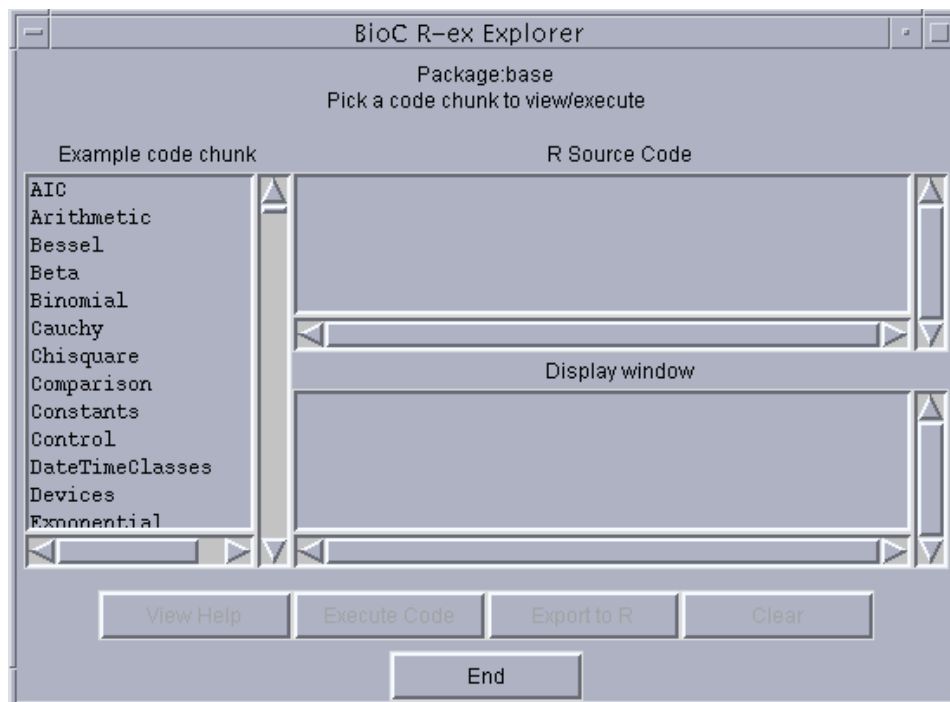 BioC R-ex Explorer
Package:base
Pick a code chunk to view/execute
Example code chunk
R Source Code
AIC
Arithmetic
Bessel
Beta
Binomial
Cauchy
Chisquare
Comparison
Constants
Control
DateTimeClasses
Devices
Exponential
Display window
View Help
Execute Code
Export to R
Clear
End